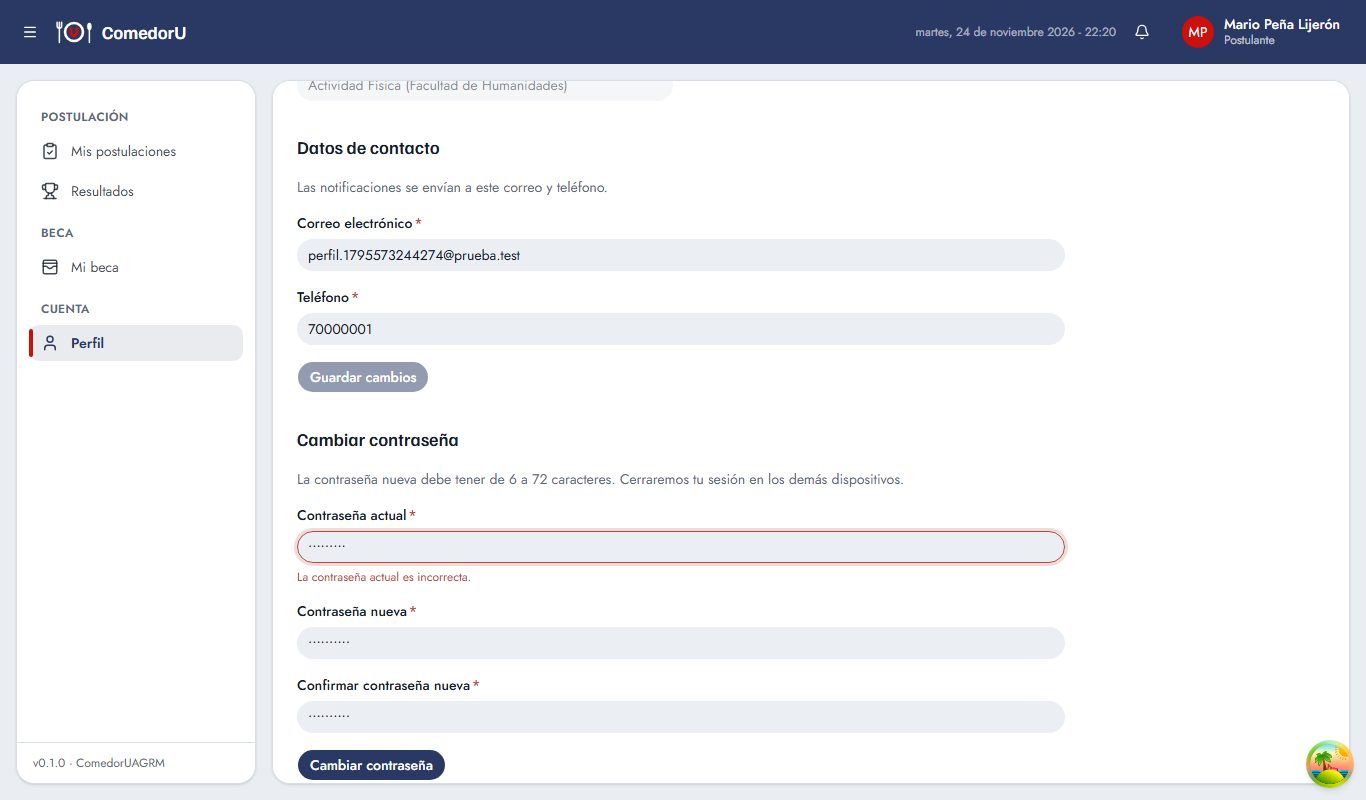 ComedorU
martes, 24 de noviembre 2026 - 22:20
MP
Mario Peña Lijerón
Postulante
POSTULACIÓN
Mis postulaciones
Resultados
BECA
Mi beca
CUENTA
Perfil
v0.1.0 - ComedorUAGRM
Actividad Física (Facultad de Humanidades)
Datos de contacto
Las notificaciones se envían a este correo y teléfono.
Correo electrónico *
perfil.1795573244274@prueba.test
Teléfono *
70000001
Guardar cambios
Cambiar contraseña
La contraseña nueva debe tener de 6 a 72 caracteres. Cerraremos tu sesión en los demás dispositivos.
Contraseña actual *
·········
La contraseña actual es incorrecta.
Contraseña nueva *
··········
Confirmar contraseña nueva *
··········
Cambiar contraseña